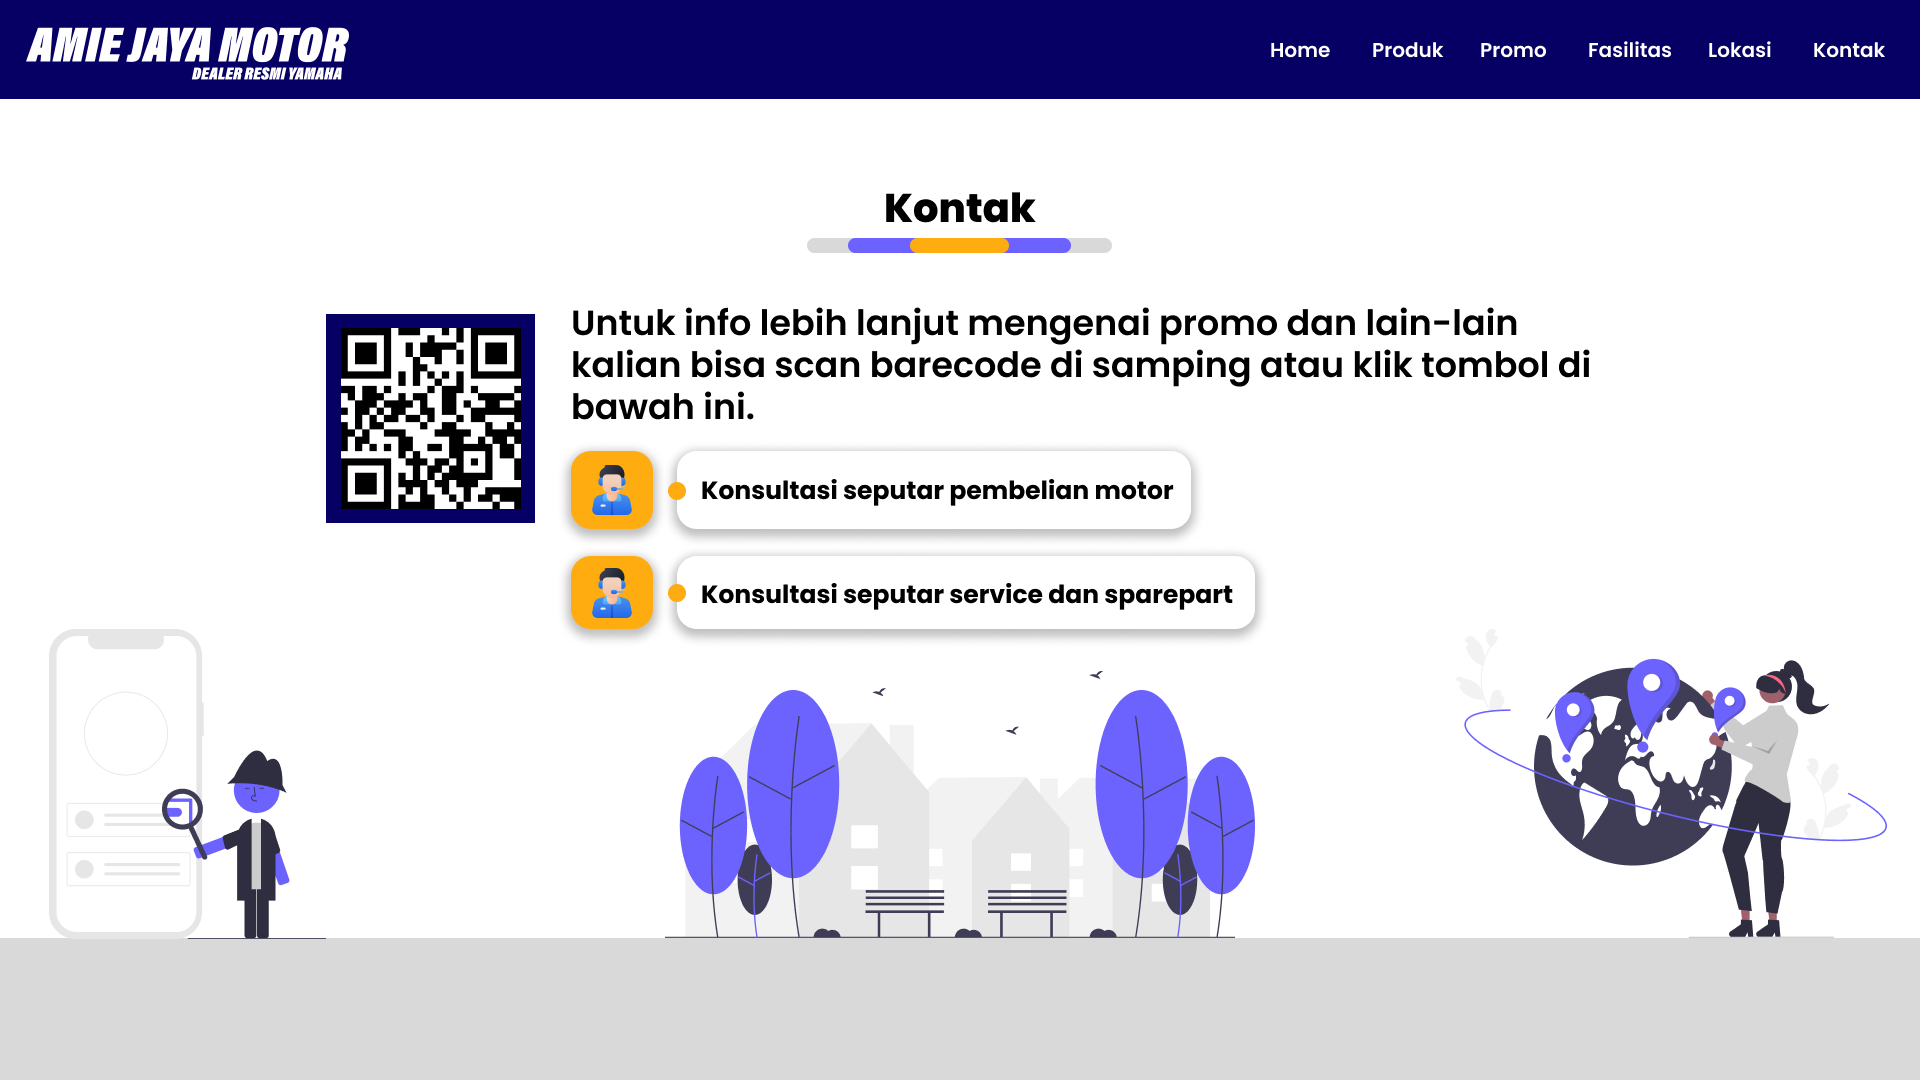 AMIE JAYA MOTOR
DEALER RESMI YAMAHA
Home Produk Promo Fasilitas Lokasi Kontak
Kontak
Untuk info lebih lanjut mengenai promo dan lain-lain
kalian bisa scan barecode di samping atau klik tombol di
bawah ini.
Konsultasi seputar pembelian motor
Konsultasi seputar service dan sparepart